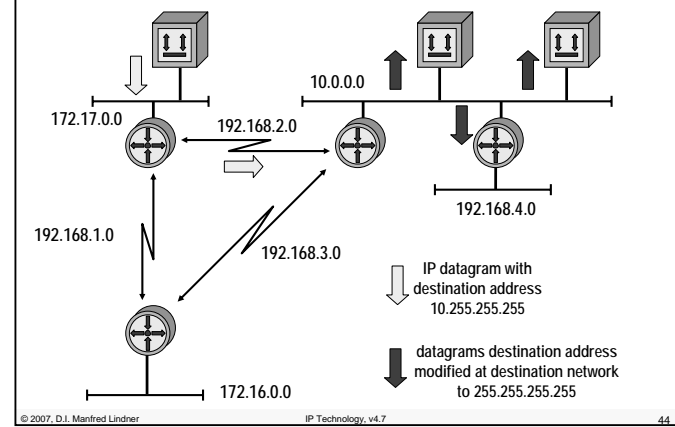 10.0.0.0
172.17.0.0
192.168.2.0
192.168.4.0
192.168.1.0
192.168.3.0
IP datagram with
destination address
10.255.255.255
datagrams destination address
modified at destination network
to 255.255.255.255
172.16.0.0
© 2007, D.I. Manfred Lindner
IP Technology, v4.7
44